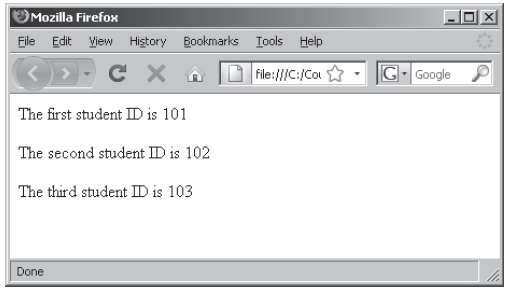 Mozilla Firefox
File Edit View History Bookmarks Tools Help
file:///C:/Cou G Google
The first student ID is 101
The second student ID is 102
The third student ID is 103
Done